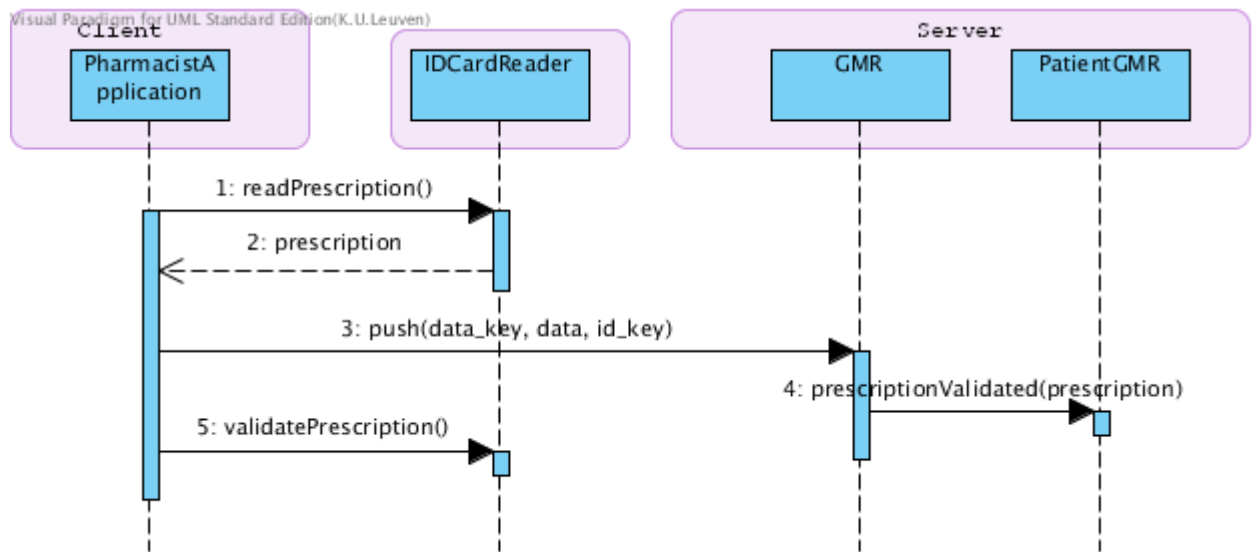 Visual Paradigm for UML Standard Edition(K.U.Leuven)
Client
Server
PharmacistA
pplication
IDCardReader
GMR
PatientGMR
1: readPrescription()
2: prescription
3: push(data_key, data, id_key)
4: prescriptionValidated(prescription)
5: validatePrescription()